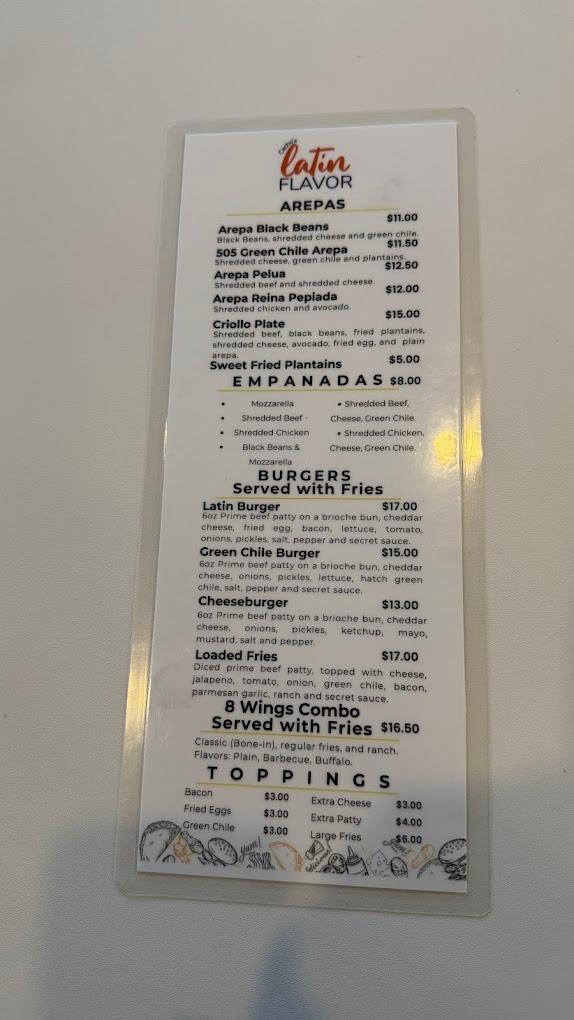 Latin
FLAVOR
AREPAS
Arepa Black Beans $11.00
Black Beans, shredded cheese and green chile.
505 Green Chile Arepa $11.50
Shredded cheese, green chile and plantains.
Arepa Pelua $12.50
Shredded beef and shredded cheese.
Arepa Reina Pepiada $12.00
Shredded chicken and avocado.
Criollo Plate $15.00
Shredded beef, black beans, fried plantains,
shredded cheese, avocado, fried egg, and plain
arepa.
Sweet Fried Plantains $5.00
EMPANADAS $8.00
• Mozzarella
• Shredded Beef
• Shredded Chicken
• Black Beans &
Mozzarella
• Shredded Beef,
Cheese, Green Chile.
• Shredded Chicken,
Cheese, Green Chile.
BURGERS
Served with Fries
Latin Burger $17.00
6oz Prime beef patty on a brioche bun, cheddar
cheese, fried egg, bacon, lettuce, tomato,
onions, pickles, salt, pepper and secret sauce.
Green Chile Burger $15.00
6oz Prime beef patty on a brioche bun, cheddar
cheese, onions, pickles, lettuce, hatch green
chile, salt, pepper and secret sauce.
Cheeseburger $13.00
6oz Prime beef patty on a brioche bun, cheddar
cheese, onions, pickles, ketchup, mayo,
mustard, salt and pepper.
Loaded Fries $17.00
Diced prime beef patty, topped with cheese,
jalapeno, tomato, onion, green chile, bacon,
parmesan garlic, ranch and secret sauce.
8 Wings Combo
Served with Fries $16.50
Classic (Bone-In), regular fries, and ranch.
Flavors: Plain, Barbecue, Buffalo.
TOPPINGS
Bacon $3.00
Fried Eggs $3.00
Green Chile $3.00
Extra Cheese $3.00
Extra Patty $4.00
Large Fries $6.00
Yum!